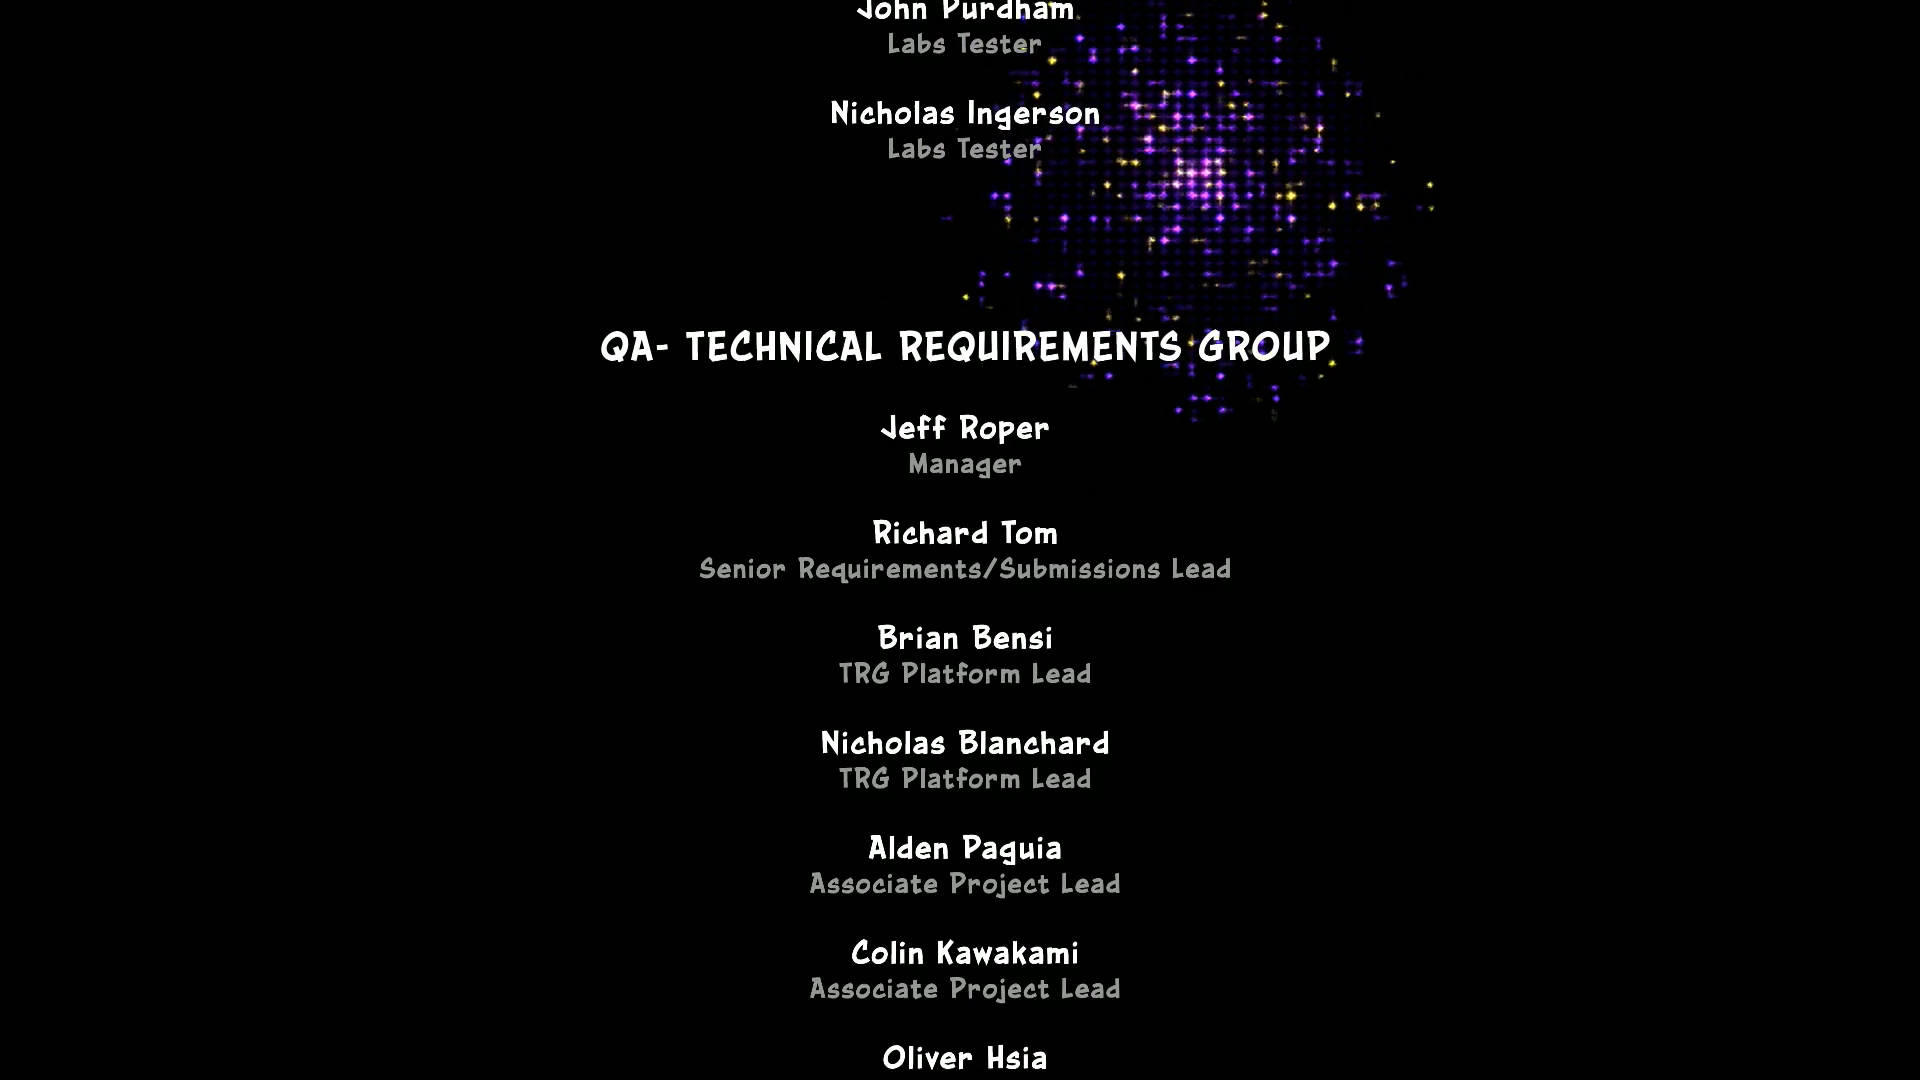 John Purdham
Labs Tester
Nicholas Ingerson
Labs Tester
QA- TECHNICAL REQUIREMENTS GROUP
Jeff Roper
Manager
Richard Tom
Senior Requirements/Submissions Lead
Brian Bensi
TRG Platform Lead
Nicholas Blanchard
TRG Platform Lead
Alden Paguia
Associate Project Lead
Colin Kawakami
Associate Project Lead
Oliver Hsia